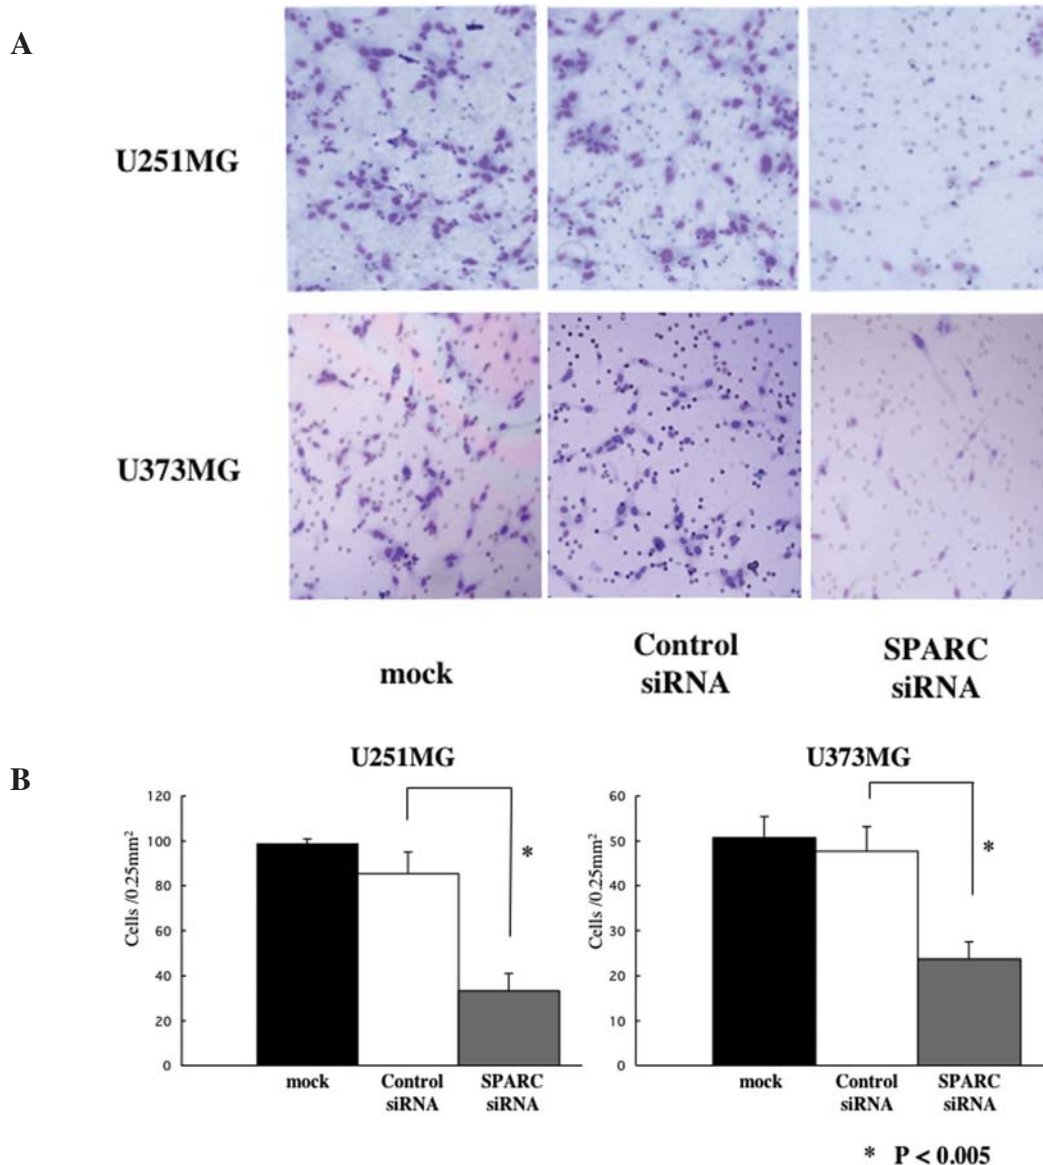 A
U251MG
U373MG
mock
Control
siRNA
SPARC
siRNA
B
U251MG
120
100
80
60
40
20
0
Cells /0.25mm²
*
mock
Control
siRNA
SPARC
siRNA
U373MG
60
50
40
30
20
10
0
Cells /0.25mm²
*
mock
Control
siRNA
SPARC
siRNA
* P < 0.005